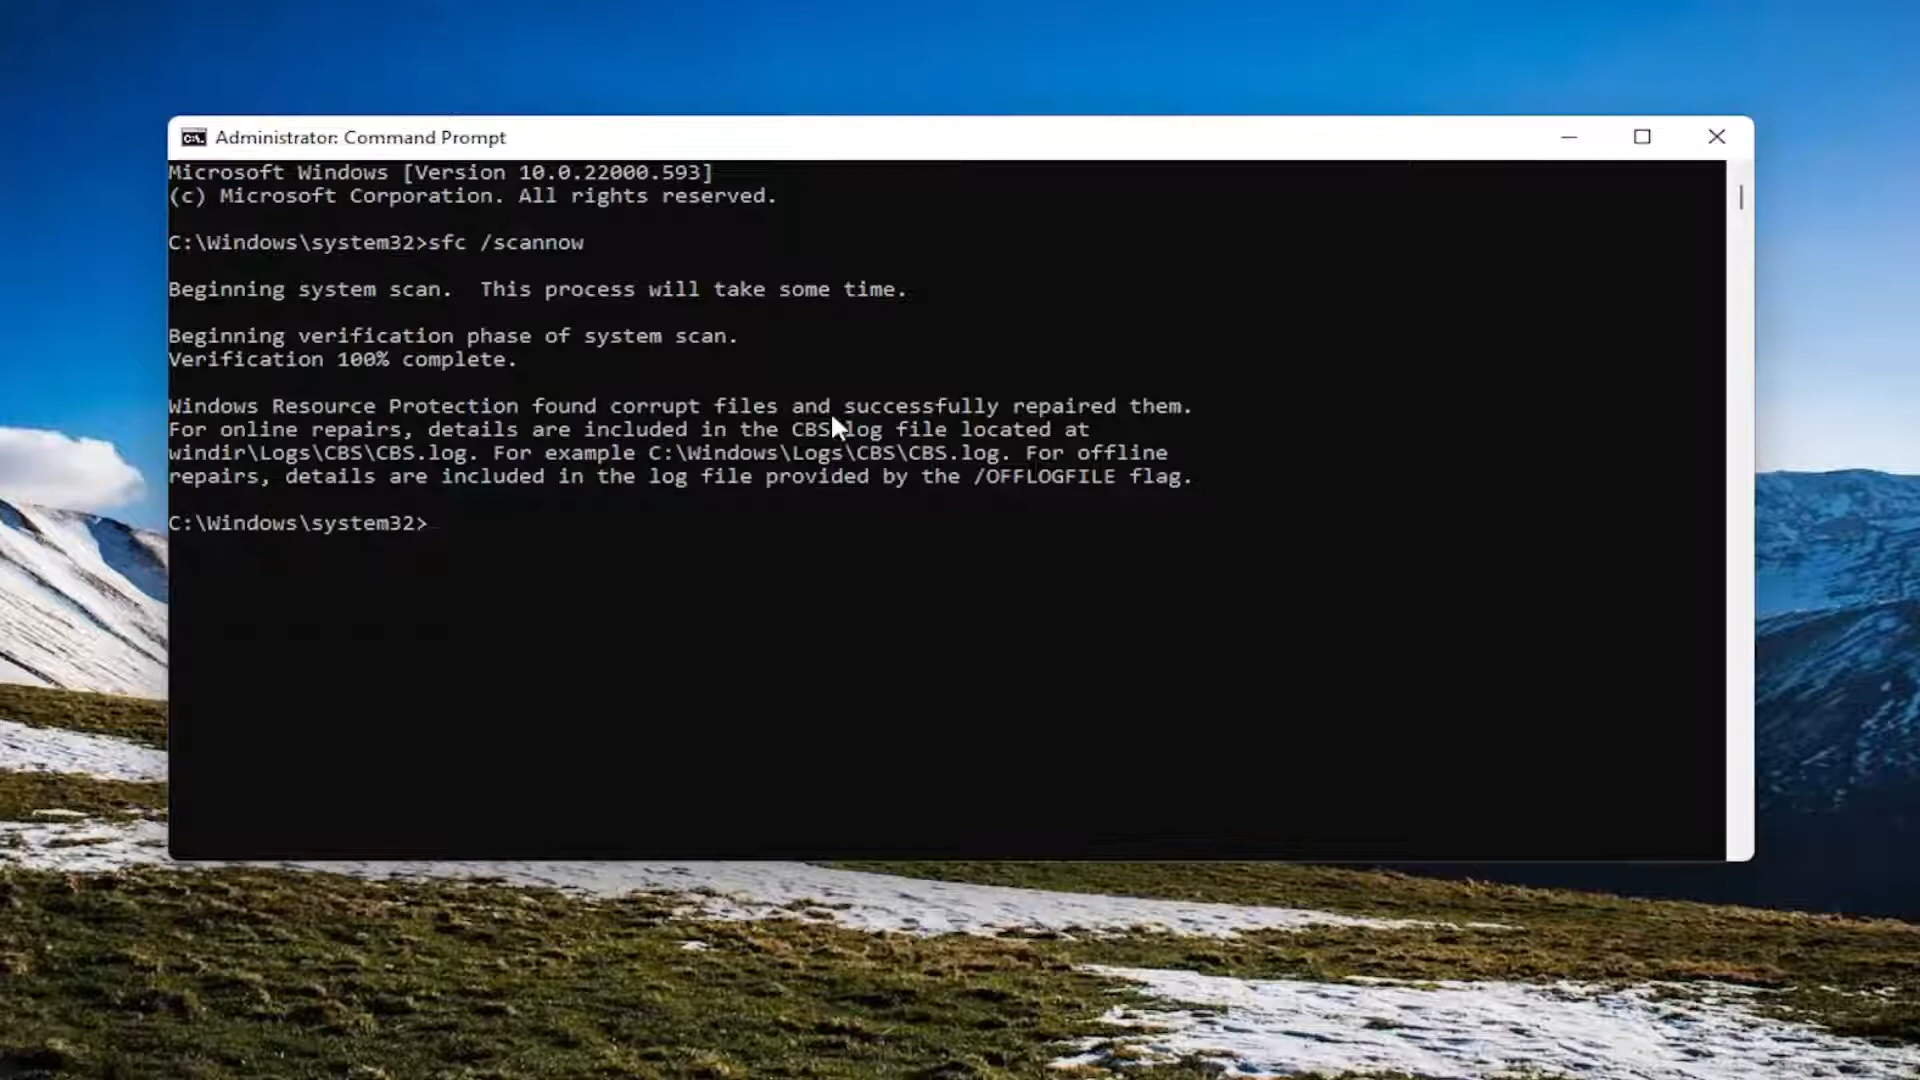 Administrator: Command Prompt
Microsoft Windows [Version 10.0.22000.593]
(c) Microsoft Corporation. All rights reserved.
C:\Windows\system32>sfc /scannow
Beginning system scan.  This process will take some time.
Beginning verification phase of system scan.
Verification 100% complete.
Windows Resource Protection found corrupt files and successfully repaired them.
For online repairs, details are included in the CBS log file located at
windir\Logs\CBS\CBS.log. For example C:\Windows\Logs\CBS\CBS.log. For offline
repairs, details are included in the log file provided by the /OFFLOGFILE flag.
C:\Windows\system32>